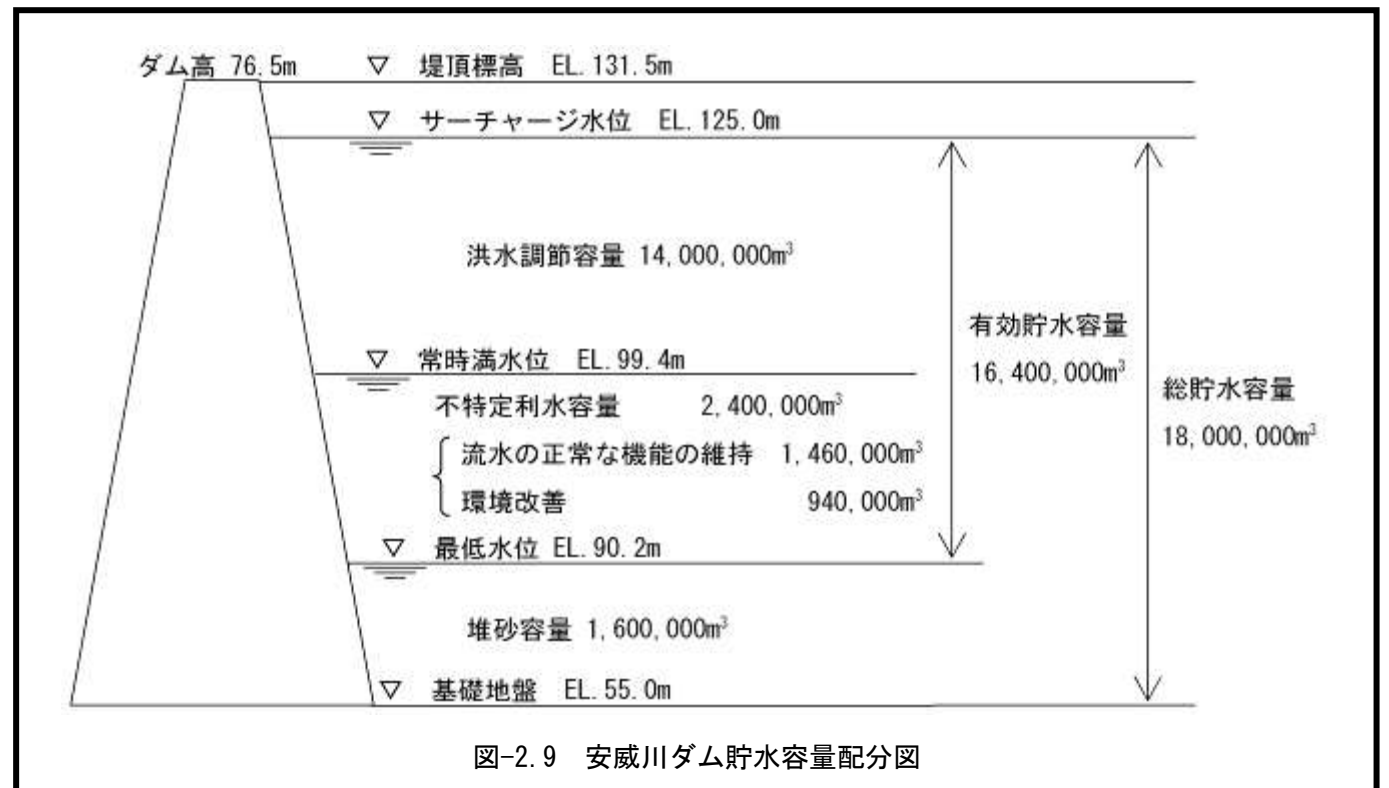 ダム高 76.5m ▽ 堤頂標高 EL.131.5m
▽ サーチャージ水位 EL.125.0m
洪水調節容量 14,000,000m³
有効貯水容量
16,400,000m³
総貯水容量
18,000,000m³
▽ 常時満水位 EL.99.4m
不特定利水容量 2,400,000m³
流水の正常な機能の維持 1,460,000m³
環境改善 940,000m³
▽ 最低水位 EL.90.2m
堆砂容量 1,600,000m³
▽ 基礎地盤 EL.55.0m
図-2.9 安威川ダム貯水容量配分図